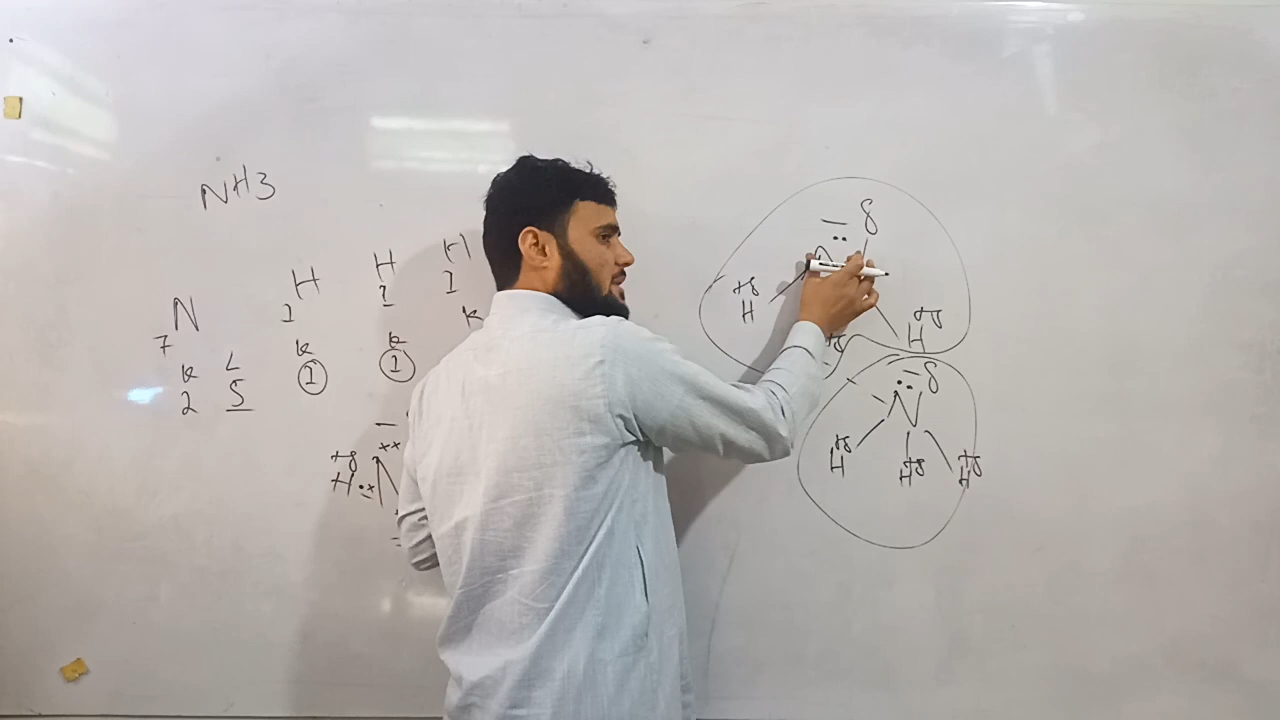 NH3
N H H H
7 1 1 1
K L K K K
2 5 1 1
+δ
H
N
−
:
δ
+δ
H
+δ
H
+δ
− δ
:
N
+δ +δ +δ
H H H